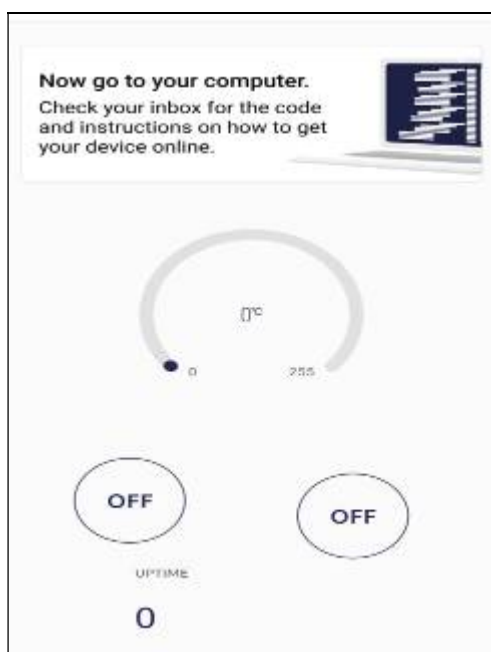 Now go to your computer.
Check your inbox for the code
and instructions on how to get
your device online.
[]°C
0 255
OFF OFF
UPTIME
0